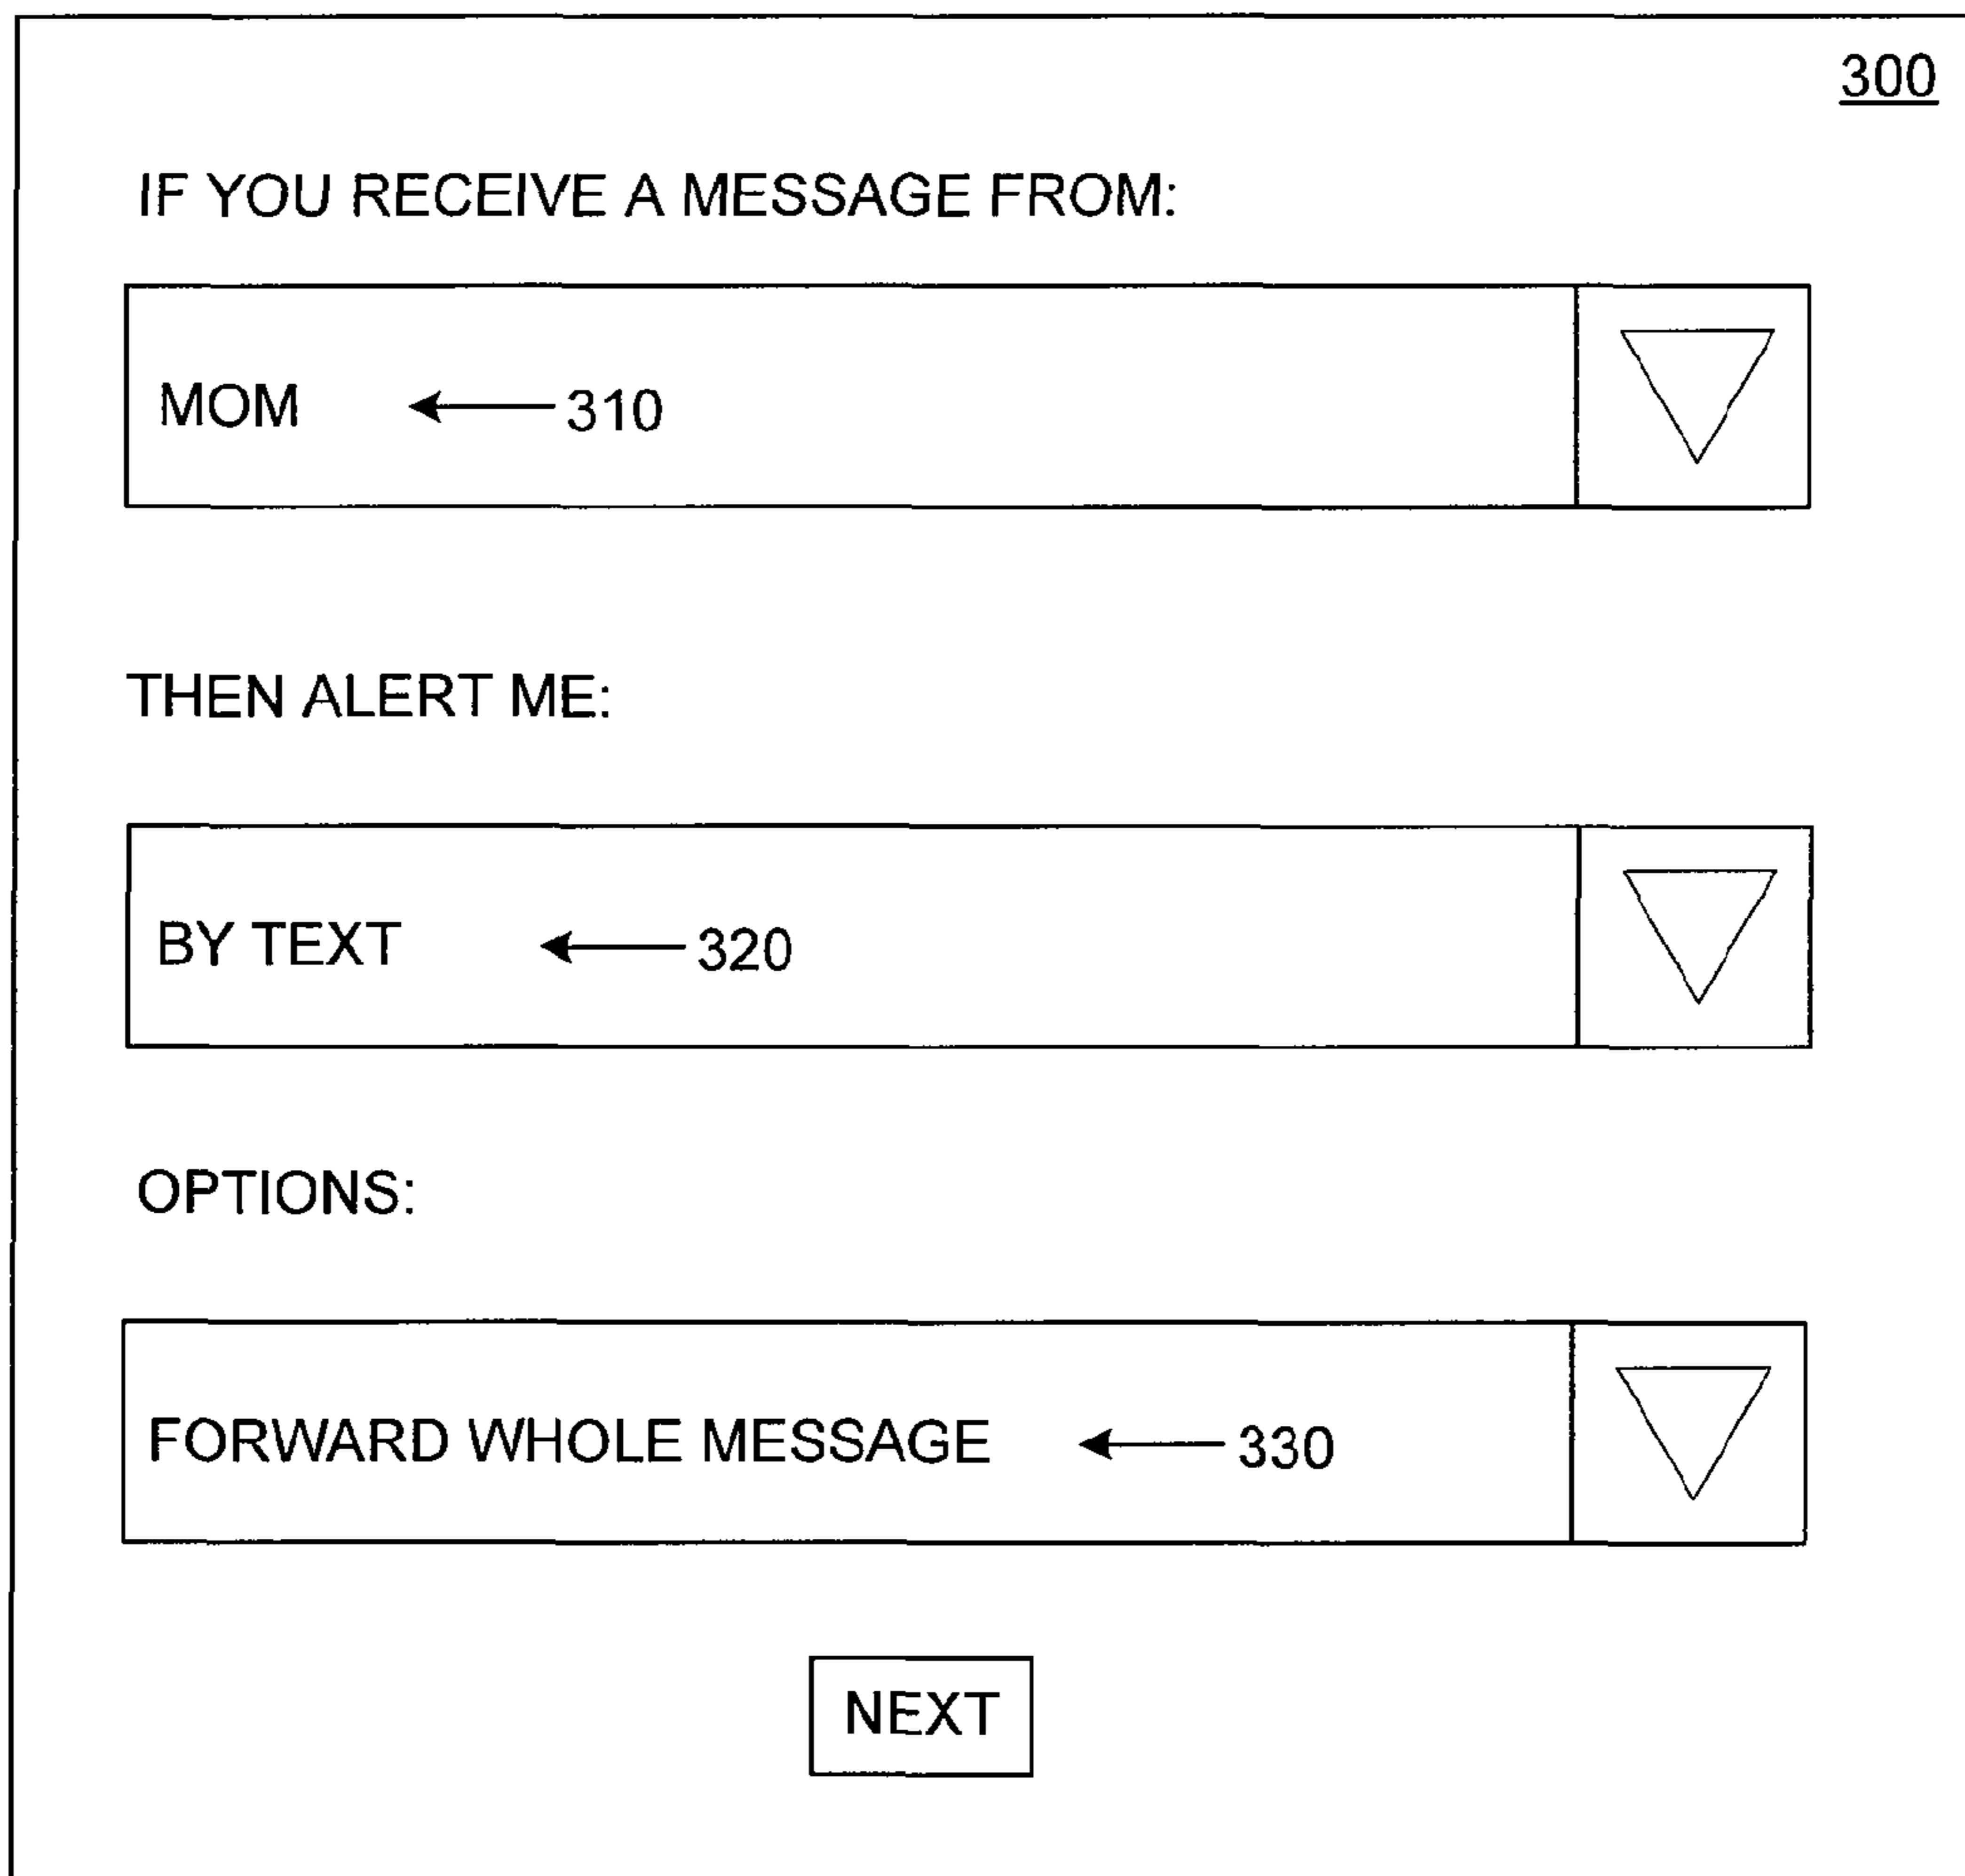 300
IF YOU RECEIVE A MESSAGE FROM:
MOM 310
THEN ALERT ME:
BY TEXT 320
OPTIONS:
FORWARD WHOLE MESSAGE 330
NEXT